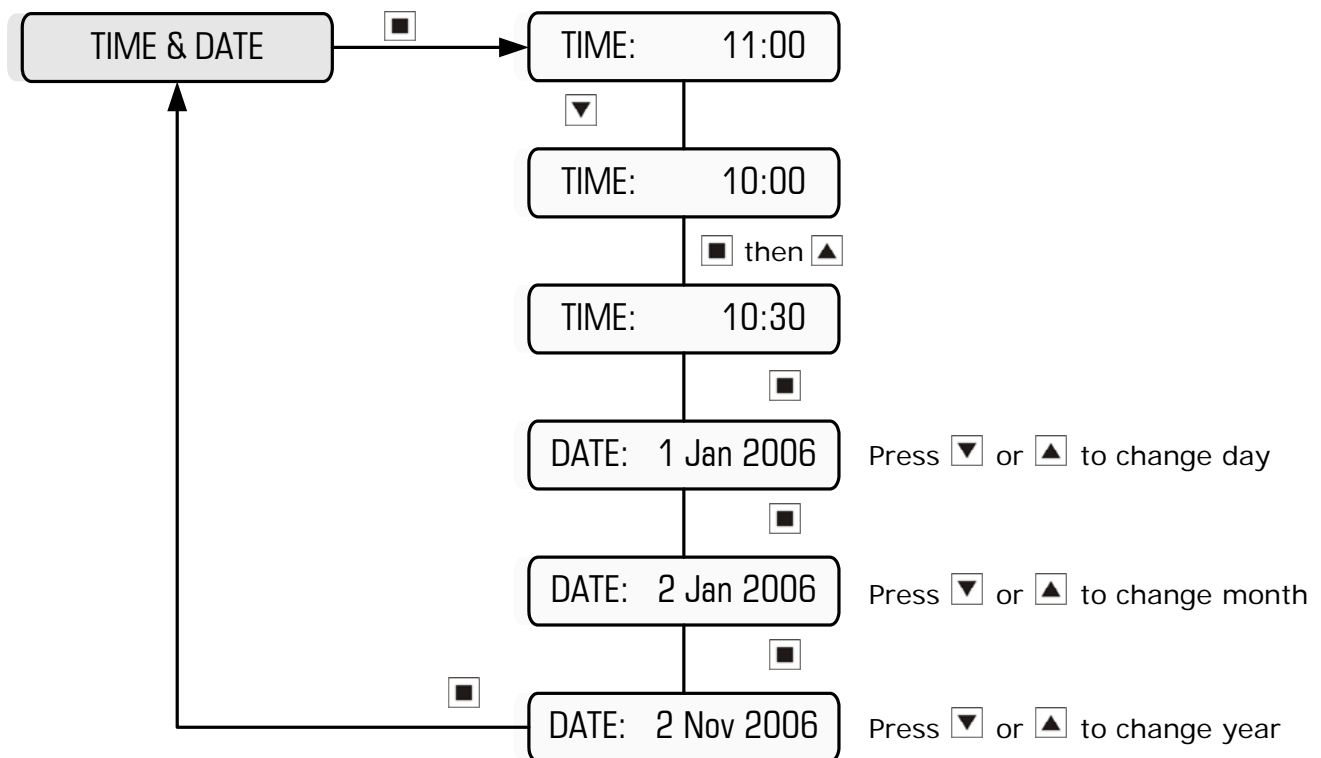 TIME & DATE
TIME: 11:00
TIME: 10:00
then
TIME: 10:30
DATE: 1 Jan 2006 Press or to change day
DATE: 2 Jan 2006 Press or to change month
DATE: 2 Nov 2006 Press or to change year